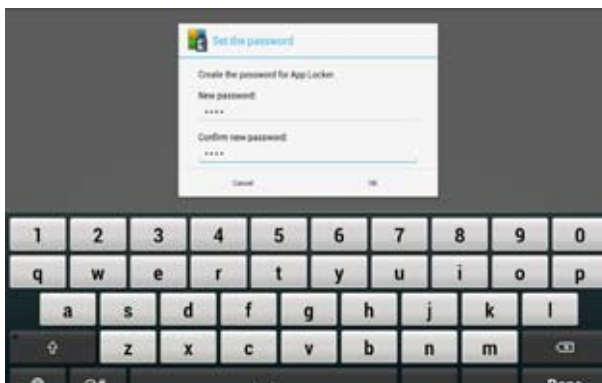 Set the password
Create the password for App Locker.
New password:
••••
Confirm new password:
••••
Cancel OK
1 2 3 4 5 6 7 8 9 0
q w e r t y u i o p
a s d f g h j k l
z x c v b n m
Done